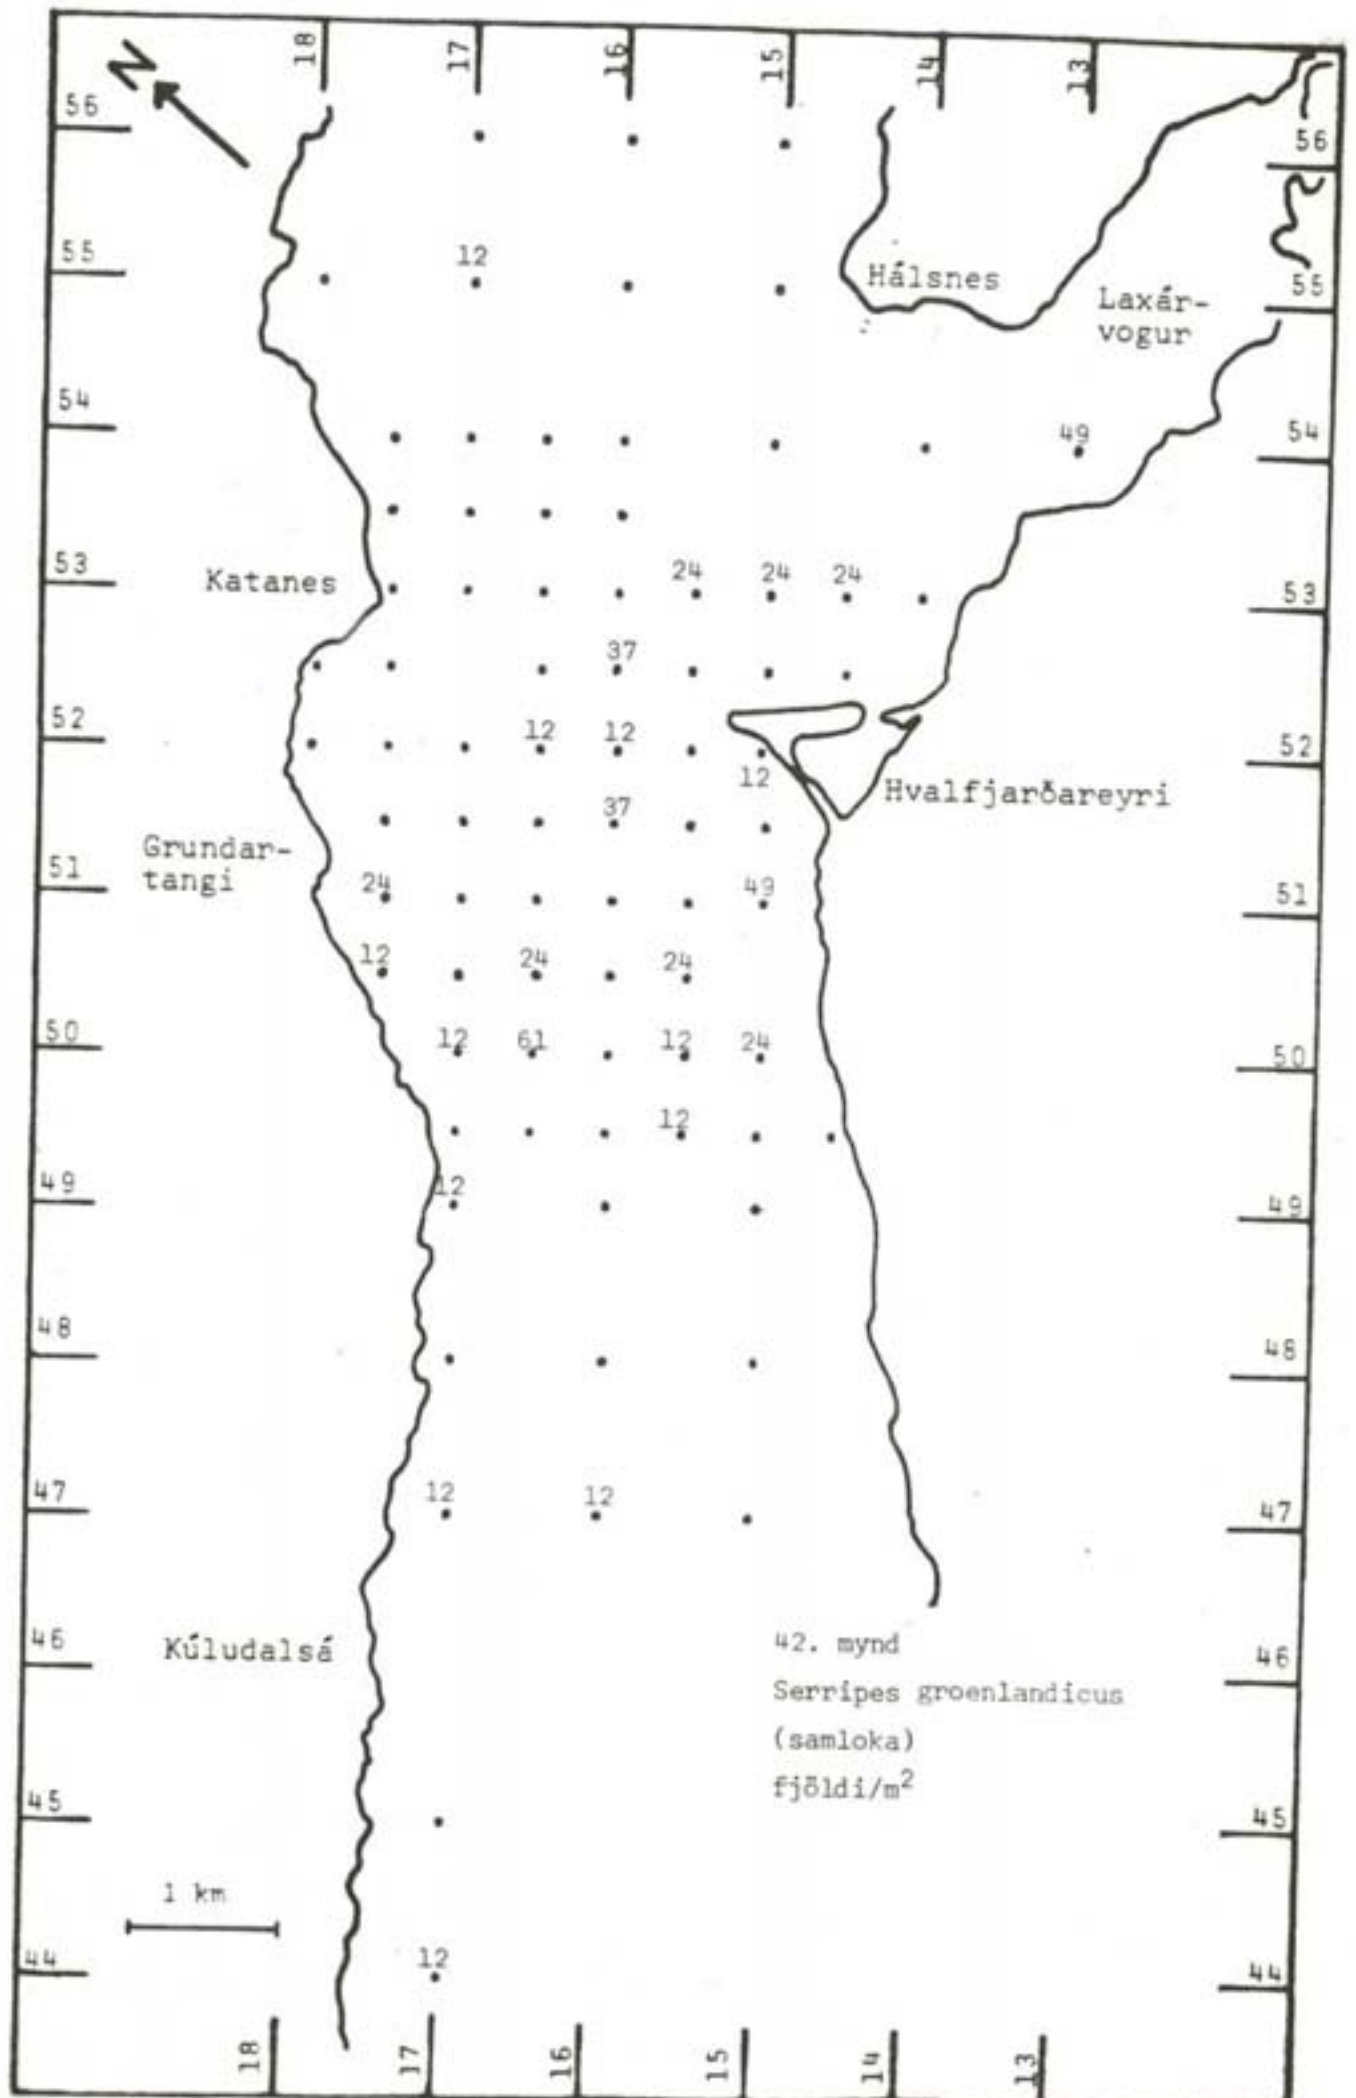 N
18 17 16 15 14 13
56 56
55 12 Hálsnes 55
Laxár-
vogur
54 49 54
53 Katanes 24 24 24 53
37
52 12 12 52
12 Hvalfjarðareyri
37
Grundar-
tangi
51 24 49 51
12 24 24
50 12 61 12 24 50
12
49 12 49
48 48
47 12 12 47
46 Kúludalsá 46
42. mynd
Serripes groenlandicus
(samloka)
fjöldi/m²
45 45
1 km
44 12 44
18 17 16 15 14 13